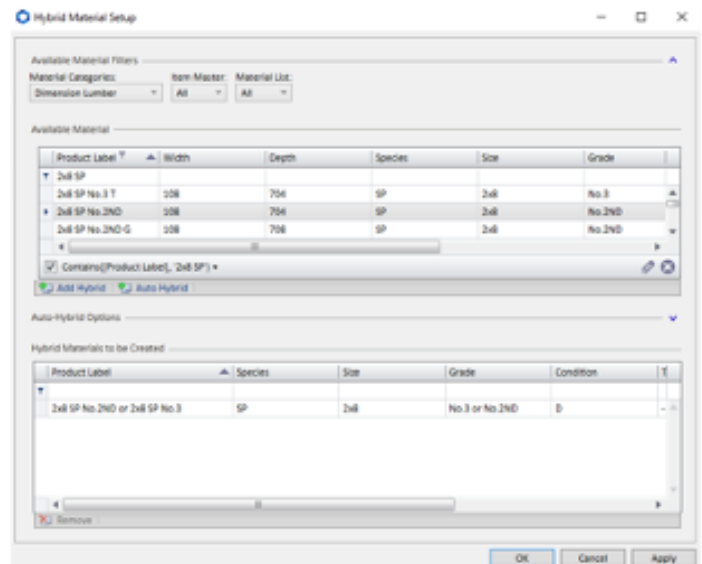 Hybrid Material Setup
Available Material Filters
Material Categories: Item Master: Material List:
Dimension Lumber All All
Available Material
Product Label Width Depth Species Size Grade
2x8 SP
2x8 SP No.3 T 108 704 SP 2x8 No.3
2x8 SP No.2ND 108 704 SP 2x8 No.2ND
2x8 SP No.2ND G 108 708 SP 2x8 No.2ND
Contains([Product Label], '2x8 SP')
Add Hybrid Auto Hybrid
Auto-Hybrid Options
Hybrid Materials to be Created
Product Label Species Size Grade Condition T
2x8 SP No.2ND or 2x8 SP No.3 SP 2x8 No.3 or No.2ND D -
Remove
OK Cancel Apply